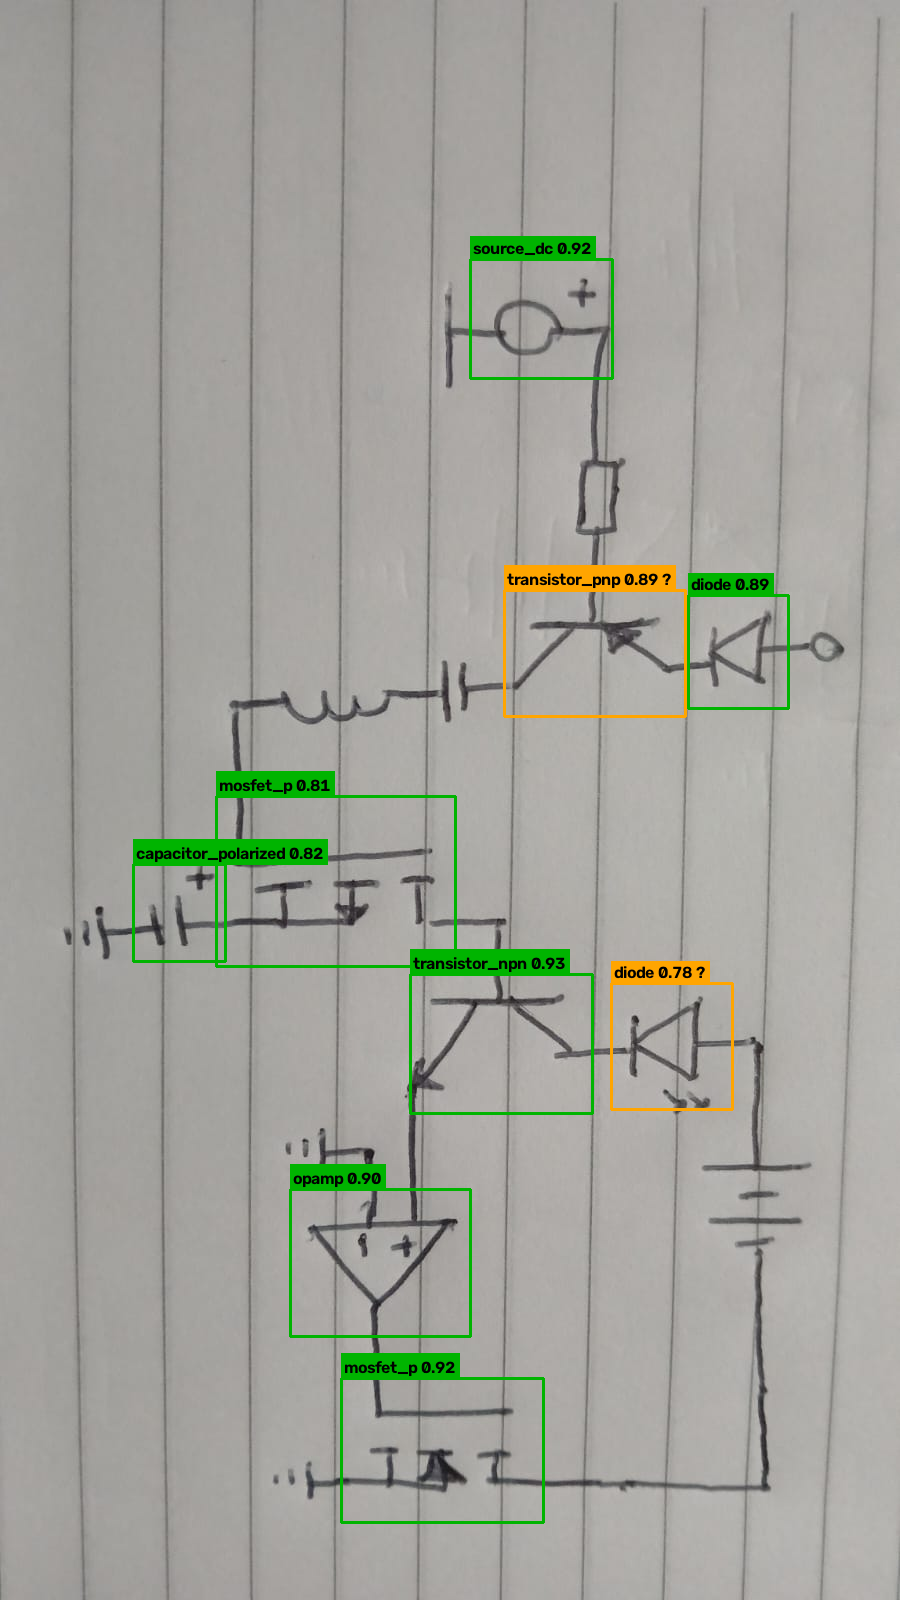 source_dc 0.92
+
transistor_pnp 0.89 ?
diode 0.89
mosfet_p 0.81
capacitor_polarized 0.82
+
transistor_npn 0.93
diode 0.78 ?
opamp 0.90
- +
mosfet_p 0.92